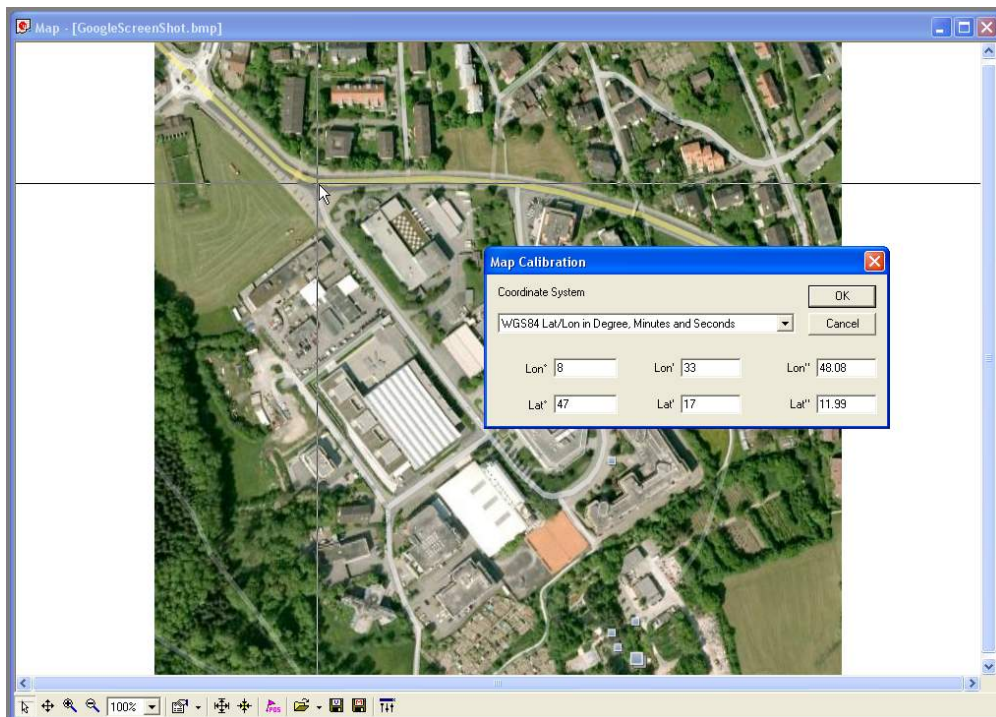 Map - [GoogleScreenShot.bmp]
Map Calibration
Coordinate System
OK
WGS84 Lat/Lon in Degree, Minutes and Seconds
Cancel
Lon° 8 Lon' 33 Lon'' 48.08
Lat° 47 Lat' 17 Lat'' 11.99
100%
POS